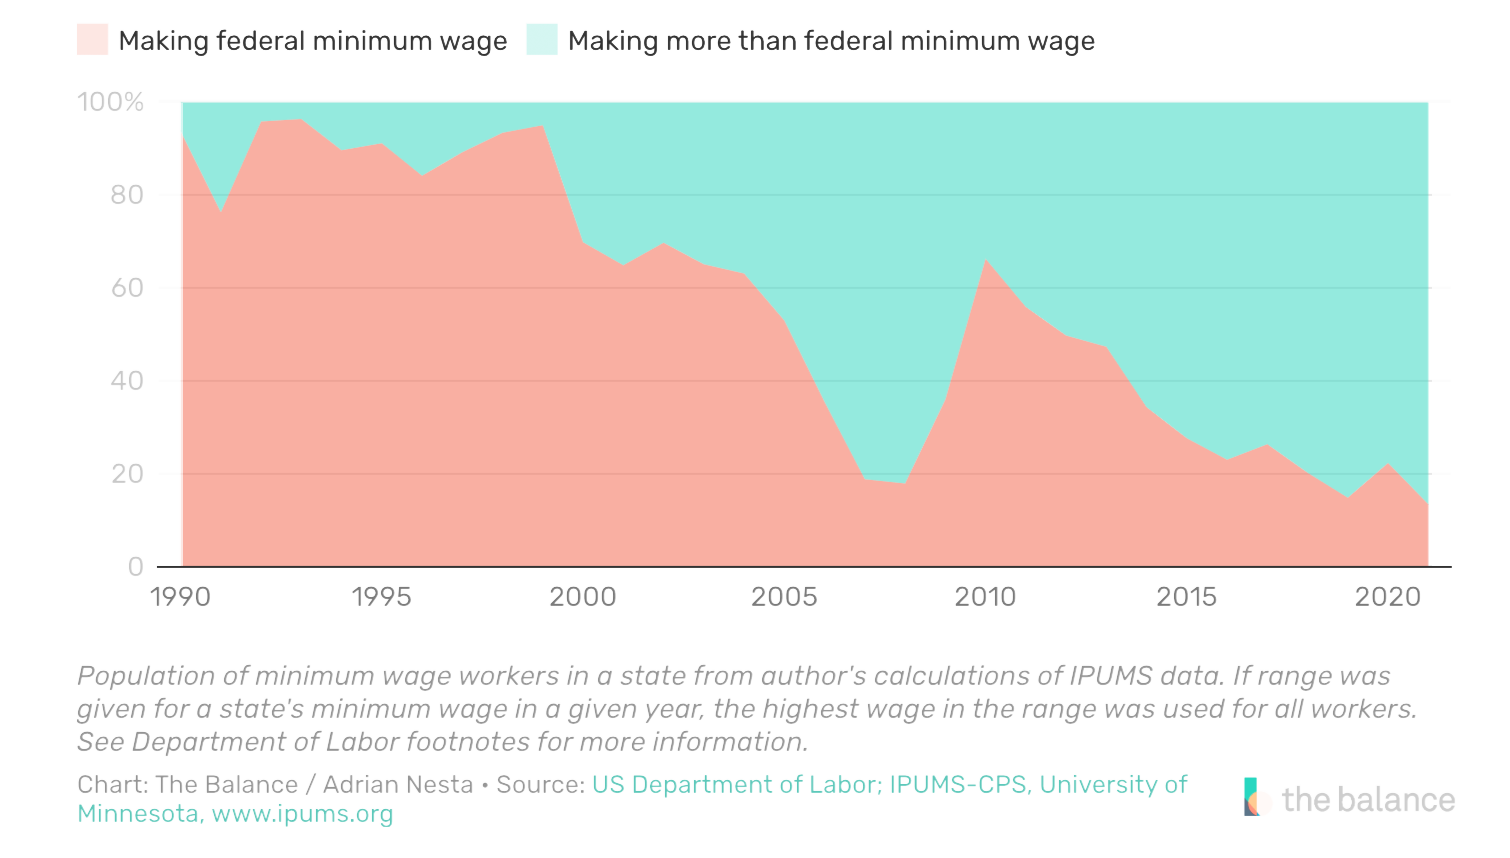 Making federal minimum wage Making more than federal minimum wage
100%
80
60
40
20
0
1990 1995 2000 2005 2010 2015 2020
Population of minimum wage workers in a state from author's calculations of IPUMS data. If range was
given for a state's minimum wage in a given year, the highest wage in the range was used for all workers.
See Department of Labor footnotes for more information.
Chart: The Balance / Adrian Nesta • Source: US Department of Labor; IPUMS-CPS, University of
Minnesota, www.ipums.org
the balance